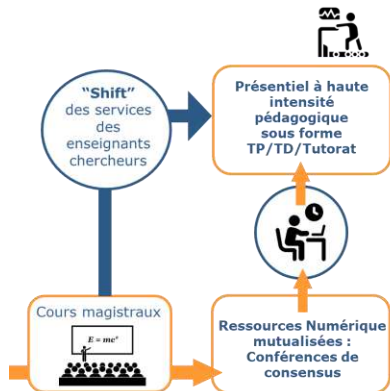 “Shift”
des services
des
enseignants
chercheurs
Présentiel à haute
intensité
pédagogique
sous forme
TP/TD/Tutorat
Cours magistraux
E = mc²
Ressources Numérique
mutualisées :
Conférences de
consensus